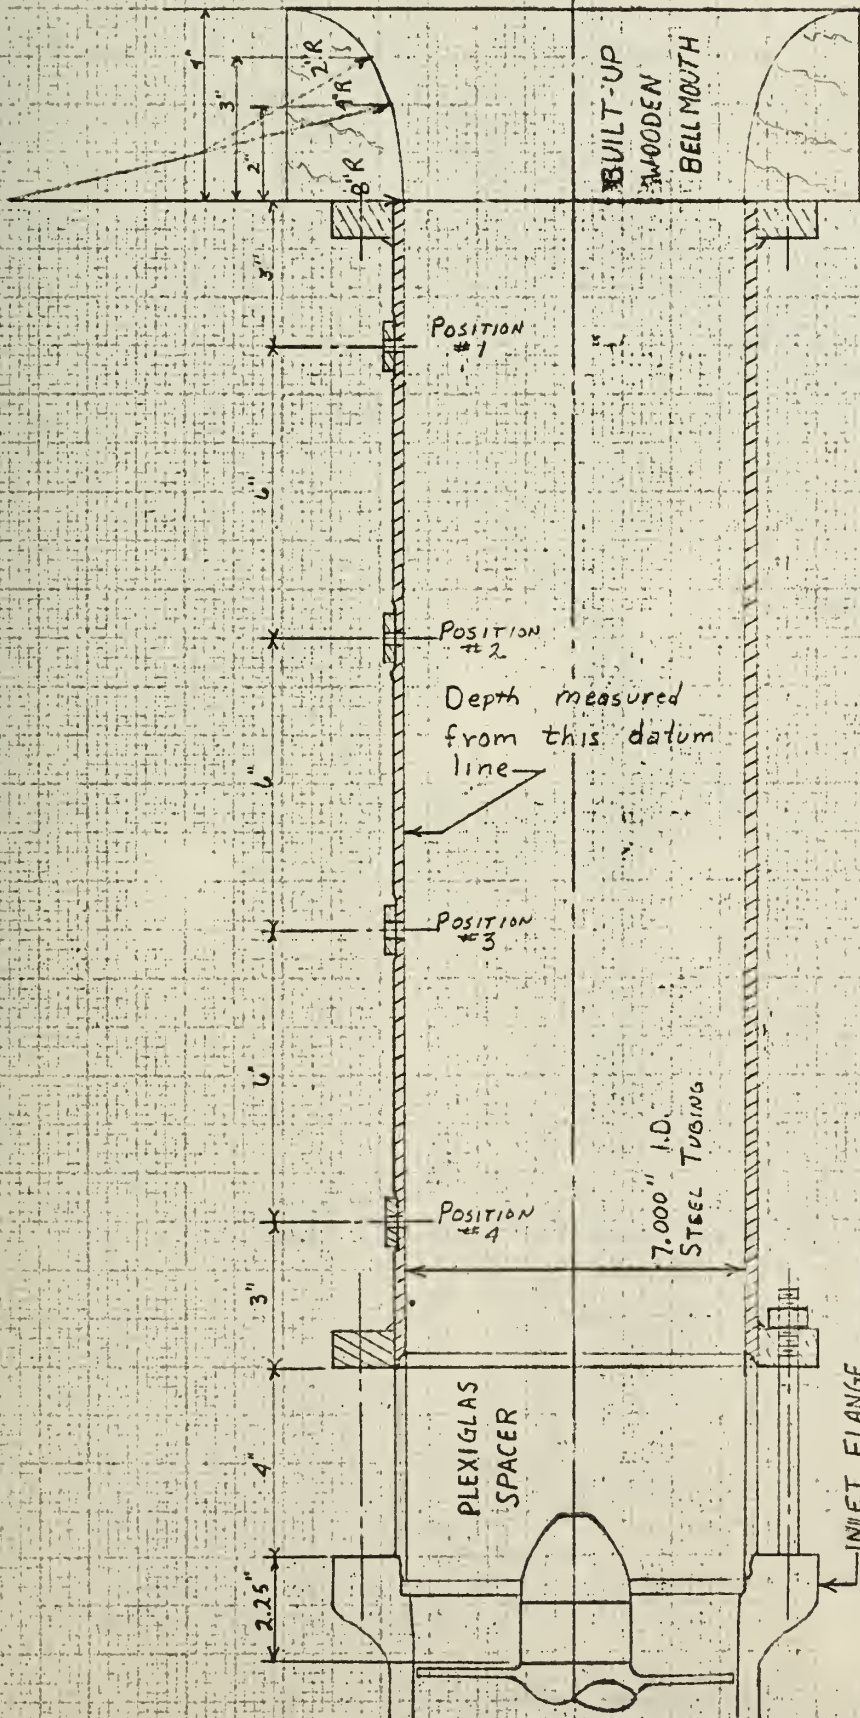 4"
3"
2"
2"R
4"R
8"R
BUILT-UP
WOODEN
BELLMOUTH
3"
POSITION
#1
6"
POSITION
#2
Depth measured
from this datum
line
6"
POSITION
#3
6"
7.000" I.D.
STEEL TUBING
POSITION
#4
3"
PLEXIGLAS
SPACER
4"
2.25"
INLET FLANGE